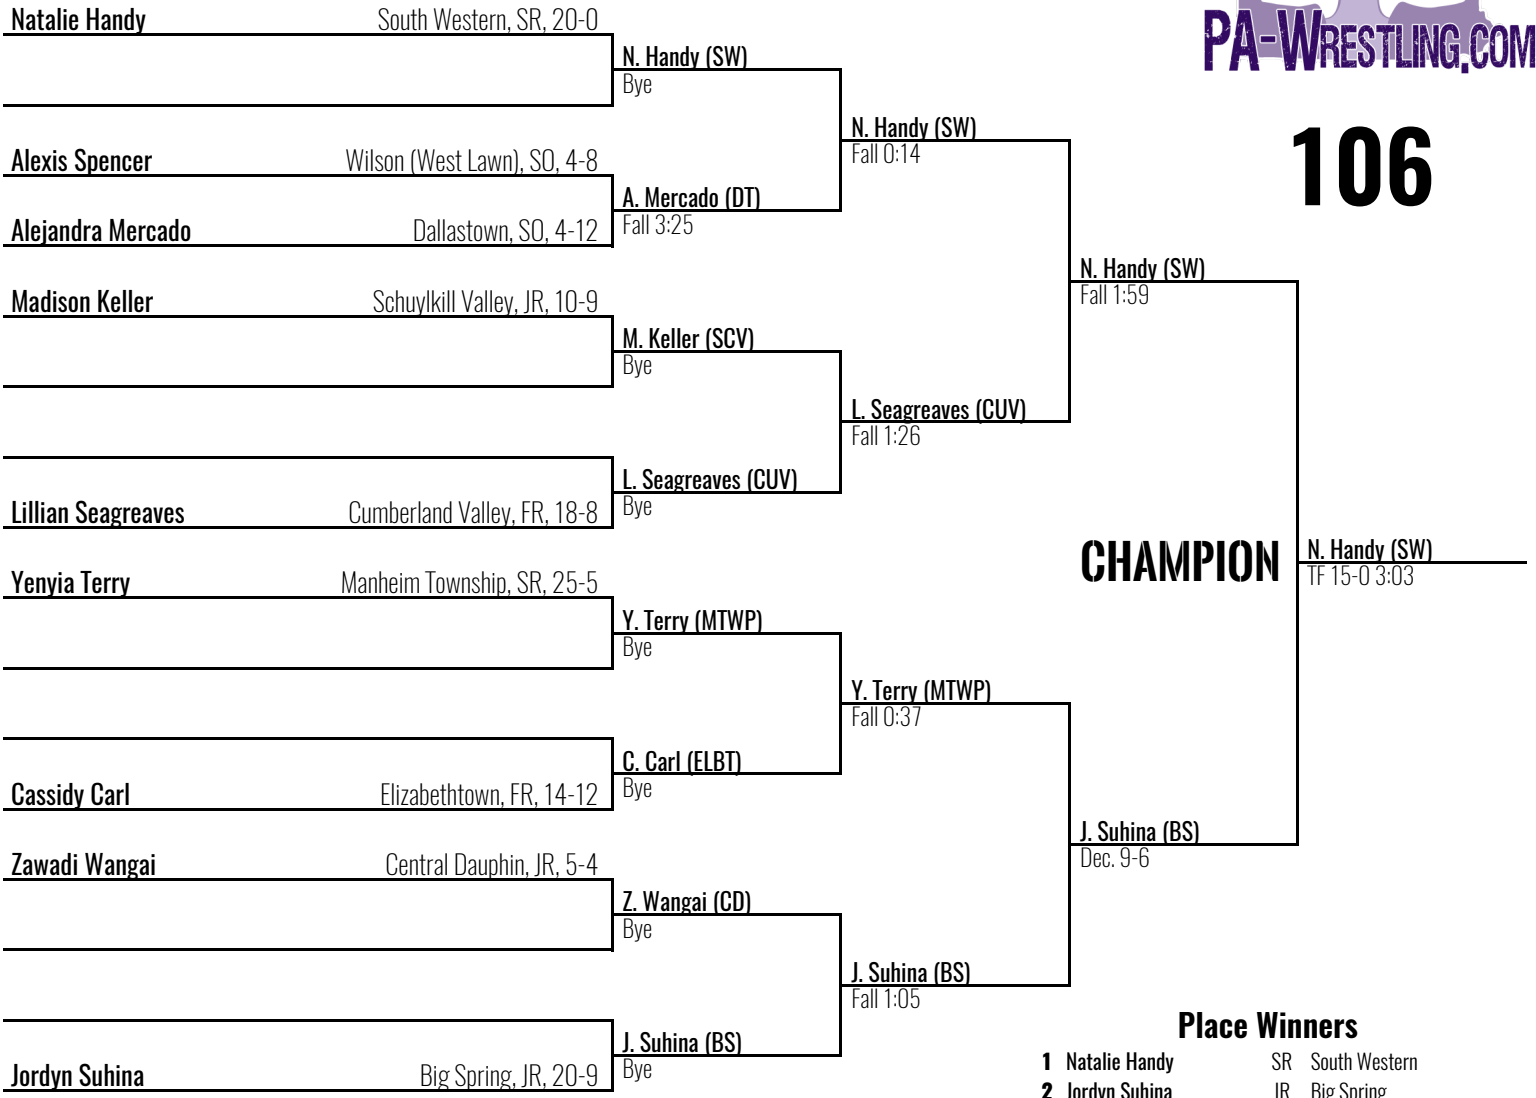 PA-WRESTLING.COM
106
Natalie Handy South Western, SR, 20-0
N. Handy (SW)
Bye
N. Handy (SW)
Fall 0:14
Alexis Spencer Wilson (West Lawn), SO, 4-8
A. Mercado (DT)
Fall 3:25
Alejandra Mercado Dallastown, SO, 4-12
N. Handy (SW)
Fall 1:59
Madison Keller Schuylkill Valley, JR, 10-9
M. Keller (SCV)
Bye
L. Seagreaves (CUV)
Fall 1:26
L. Seagreaves (CUV)
Bye
Lillian Seagreaves Cumberland Valley, FR, 18-8
CHAMPION
N. Handy (SW)
TF 15-0 3:03
Yenyia Terry Manheim Township, SR, 25-5
Y. Terry (MTWP)
Bye
Y. Terry (MTWP)
Fall 0:37
C. Carl (ELBT)
Bye
Cassidy Carl Elizabethtown, FR, 14-12
J. Suhina (BS)
Dec. 9-6
Zawadi Wangai Central Dauphin, JR, 5-4
Z. Wangai (CD)
Bye
J. Suhina (BS)
Fall 1:05
J. Suhina (BS)
Bye
Jordyn Suhina Big Spring, JR, 20-9
Place Winners
1 Natalie Handy SR South Western
2 Jordyn Suhina JR Big Spring